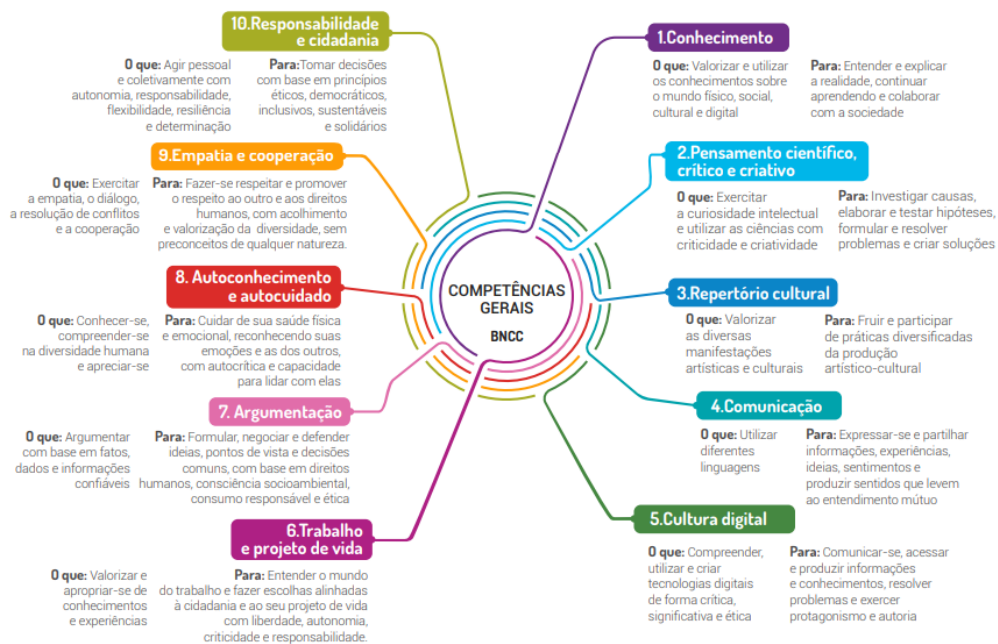 COMPETÊNCIAS
GERAIS
BNCC
1.Conhecimento
O que: Valorizar e utilizar
os conhecimentos sobre
o mundo físico, social,
cultural e digital
Para: Entender e explicar
a realidade, continuar
aprendendo e colaborar
com a sociedade
2.Pensamento científico,
crítico e criativo
O que: Exercitar
a curiosidade intelectual
e utilizar as ciências com
criticidade e criatividade
Para: Investigar causas,
elaborar e testar hipóteses,
formular e resolver
problemas e criar soluções
3.Repertório cultural
O que: Valorizar
as diversas
manifestações
artísticas e culturais
Para: Fruir e participar
de práticas diversificadas
da produção
artístico-cultural
4.Comunicação
O que: Utilizar
diferentes
linguagens
Para: Expressar-se e partilhar
informações, experiências,
ideias, sentimentos e
produzir sentidos que levem
ao entendimento mútuo
5.Cultura digital
O que: Compreender,
utilizar e criar
tecnologias digitais
de forma crítica,
significativa e ética
Para: Comunicar-se, acessar
e produzir informações
e conhecimentos, resolver
problemas e exercer
protagonismo e autoria
6.Trabalho
e projeto de vida
O que: Valorizar e
apropriar-se de
conhecimentos
e experiências
Para: Entender o mundo
do trabalho e fazer escolhas alinhadas
à cidadania e ao seu projeto de vida
com liberdade, autonomia,
criticidade e responsabilidade.
7. Argumentação
O que: Argumentar
com base em fatos,
dados e informações
confiáveis
Para: Formular, negociar e defender
ideias, pontos de vista e decisões
comuns, com base em direitos
humanos, consciência socioambiental,
consumo responsável e ética
8. Autoconhecimento
e autocuidado
O que: Conhecer-se,
compreender-se
na diversidade humana
e apreciar-se
Para: Cuidar de sua saúde física
e emocional, reconhecendo suas
emoções e as dos outros,
com autocrítica e capacidade
para lidar com elas
9.Empatia e cooperação
O que: Exercitar
a empatia, o diálogo,
a resolução de conflitos
e a cooperação
Para: Fazer-se respeitar e promover
o respeito ao outro e aos direitos
humanos, com acolhimento
e valorização da diversidade, sem
preconceitos de qualquer natureza.
10.Responsabilidade
e cidadania
O que: Agir pessoal
e coletivamente com
autonomia, responsabilidade,
flexibilidade, resiliência
e determinação
Para:Tomar decisões
com base em princípios
éticos, democráticos,
inclusivos, sustentáveis
e solidários